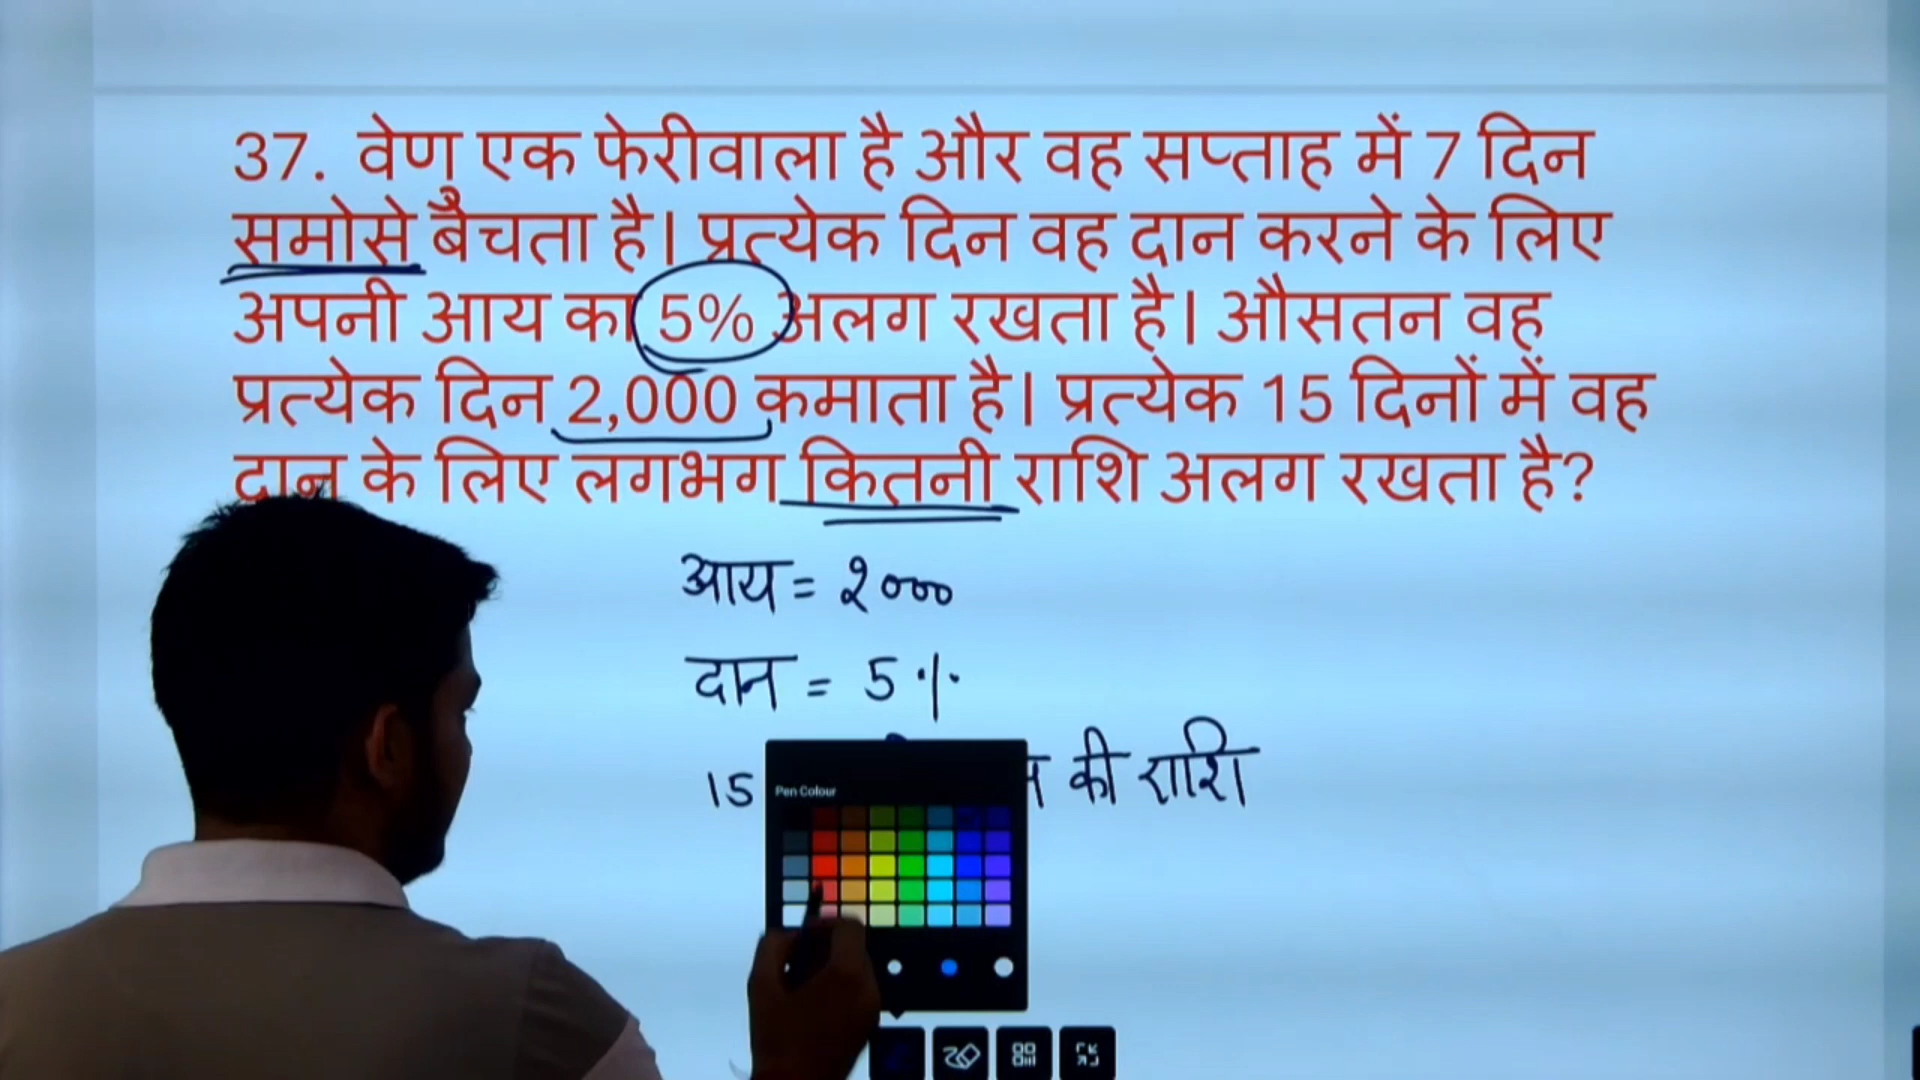 37. वेणु एक फेरीवाला है और वह सप्ताह में 7 दिन
समोसे बेचता है। प्रत्येक दिन वह दान करने के लिए
अपनी आय का 5% अलग रखता है। औसतन वह
प्रत्येक दिन 2,000 कमाता है। प्रत्येक 15 दिनों में वह
दान के लिए लगभग कितनी राशि अलग रखता है?
आय = 2000
दान = 5%
15 की राशि
Pen Colour